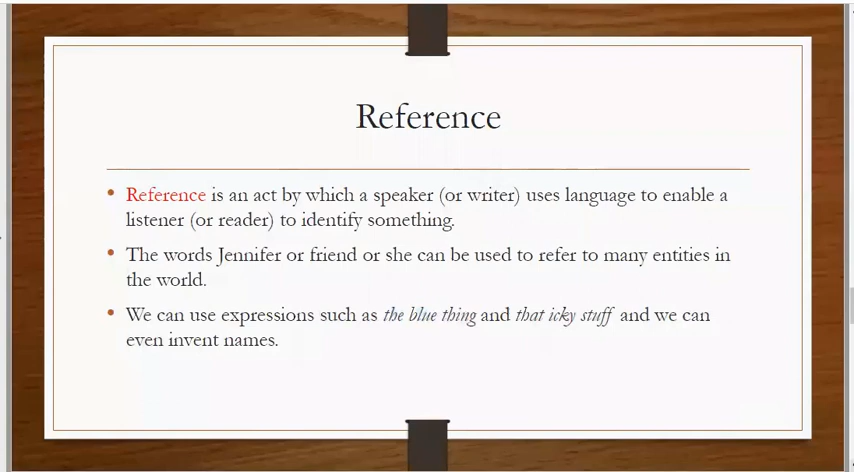 Reference
• Reference is an act by which a speaker (or writer) uses language to enable a
listener (or reader) to identify something.
• The words Jennifer or friend or she can be used to refer to many entities in
the world.
• We can use expressions such as the blue thing and that icky stuff and we can
even invent names.